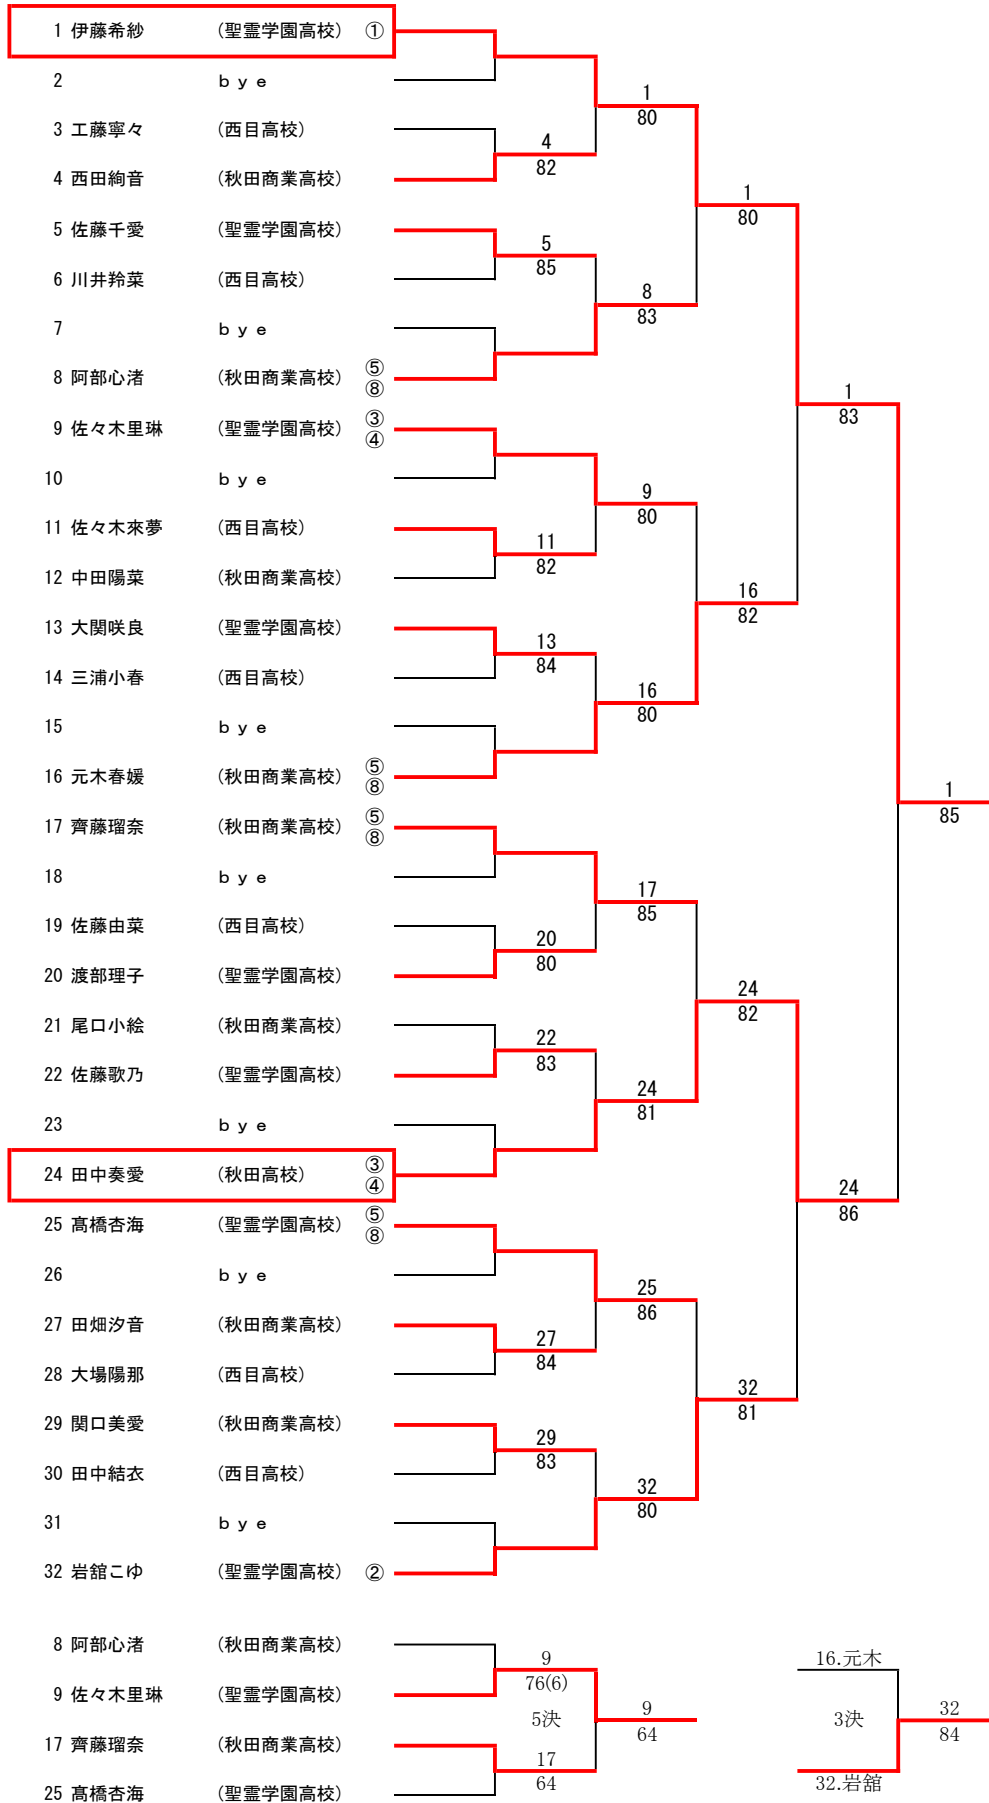 1 伊藤希紗 (聖霊学園高校) ①
2 ｂｙｅ
1
80
3 工藤寧々 (西目高校)
4
82
4 西田絢音 (秋田商業高校)
1
80
5 佐藤千愛 (聖霊学園高校)
5
85
6 川井羚菜 (西目高校)
8
83
7 ｂｙｅ
8 阿部心渚 (秋田商業高校) ⑤⑧
1
83
9 佐々木里琳 (聖霊学園高校) ③④
10 ｂｙｅ
9
80
11 佐々木來夢 (西目高校)
11
82
12 中田陽菜 (秋田商業高校)
16
82
13 大関咲良 (聖霊学園高校)
13
84
14 三浦小春 (西目高校)
16
80
15 ｂｙｅ
16 元木春媛 (秋田商業高校) ⑤⑧
1
85
17 齊藤瑠奈 (秋田商業高校) ⑤⑧
18 ｂｙｅ
17
85
19 佐藤由菜 (西目高校)
20
80
20 渡部理子 (聖霊学園高校)
24
82
21 尾口小絵 (秋田商業高校)
22
83
22 佐藤歌乃 (聖霊学園高校)
24
81
23 ｂｙｅ
24 田中奏愛 (秋田高校) ③④
24
86
25 髙橋杏海 (聖霊学園高校) ⑤⑧
26 ｂｙｅ
25
86
27 田畑汐音 (秋田商業高校)
27
84
28 大場陽那 (西目高校)
32
81
29 関口美愛 (秋田商業高校)
29
83
30 田中結衣 (西目高校)
32
80
31 ｂｙｅ
32 岩舘こゆ (聖霊学園高校) ②
8 阿部心渚 (秋田商業高校)
9
76(6)
9 佐々木里琳 (聖霊学園高校)
5決
9
64
17 齊藤瑠奈 (秋田商業高校)
17
64
25 髙橋杏海 (聖霊学園高校)
16.元木
3決
32
84
32.岩舘